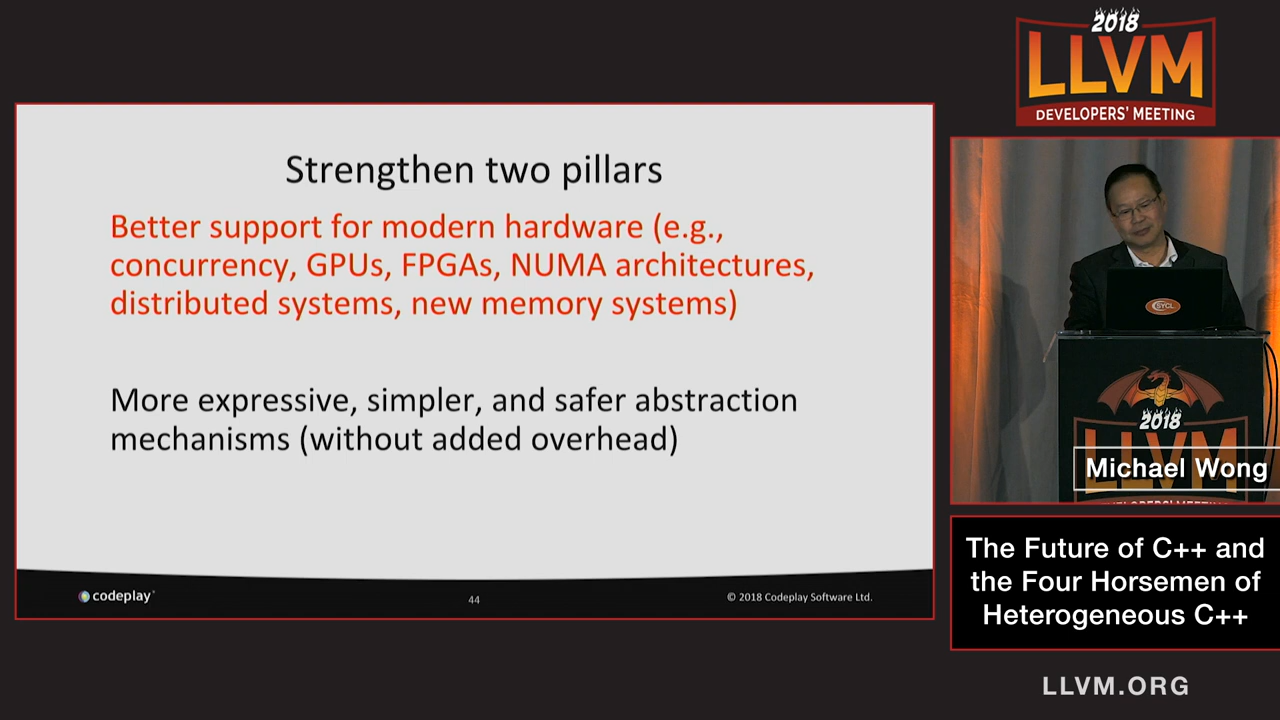 2018
LLVM
DEVELOPERS' MEETING
Strengthen two pillars
Better support for modern hardware (e.g.,
concurrency, GPUs, FPGAs, NUMA architectures,
distributed systems, new memory systems)
More expressive, simpler, and safer abstraction
mechanisms (without added overhead)
codeplay
44
© 2018 Codeplay Software Ltd.
SYCL
2018
LLVM
DEVELOPERS' MEETING
Michael Wong
The Future of C++ and
the Four Horsemen of
Heterogeneous C++
LLVM.ORG